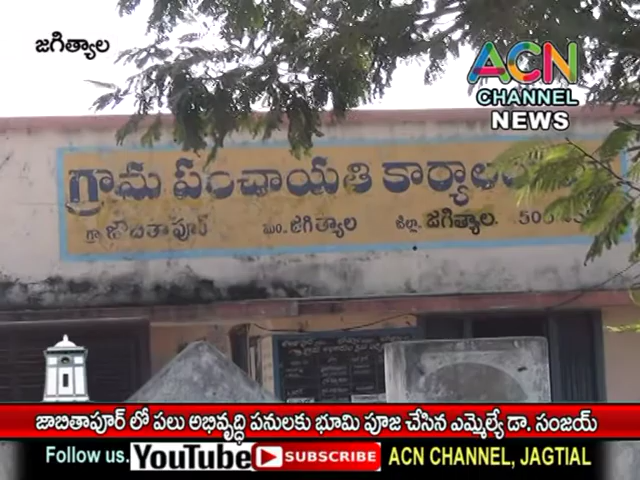 జగిత్యాల
ACN
CHANNEL
NEWS
గ్రామ పంచాయతి కార్యాల
గ్రా జాబితాపూర్ మం. జగిత్యాల జిల్లా. జగిత్యాల.
జాబితాపూర్ లో పలు అభివృద్ధి పనులకు భూమి పూజ చేసిన ఎమ్మెల్యే డా. సంజయ్
Follow us. YouTube SUBSCRIBE ACN CHANNEL, JAGTIAL